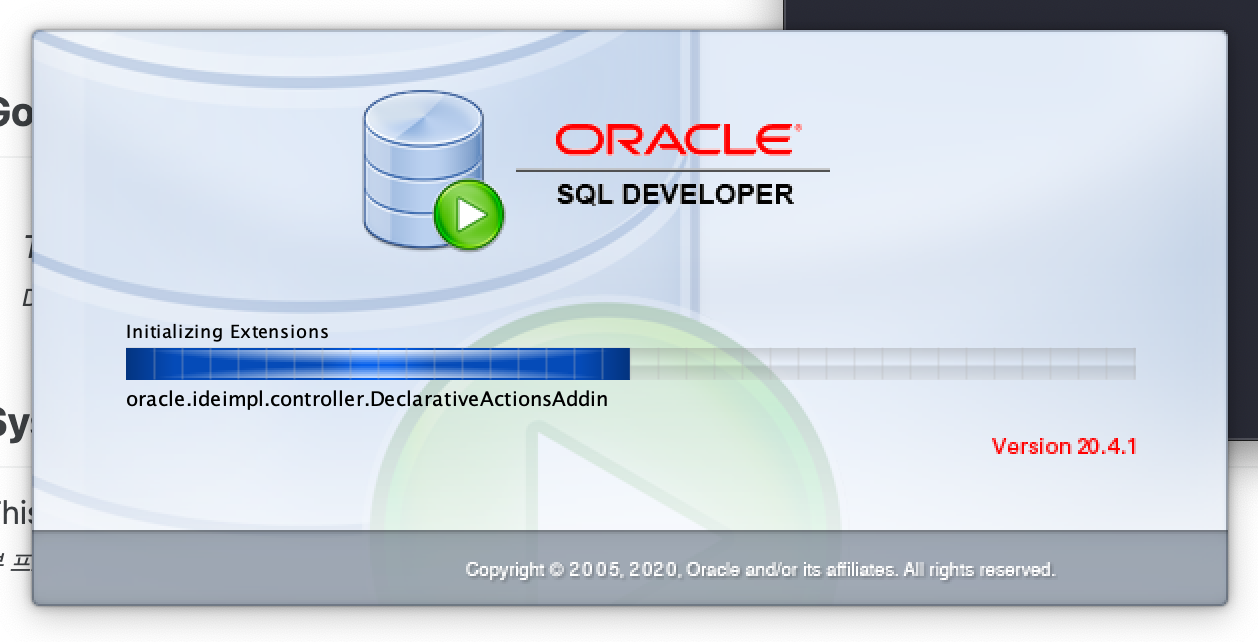 ORACLE®
SQL DEVELOPER
Initializing Extensions
oracle.ideimpl.controller.DeclarativeActionsAddin
Version 20.4.1
Copyright © 2005, 2020, Oracle and/or its affiliates. All rights reserved.